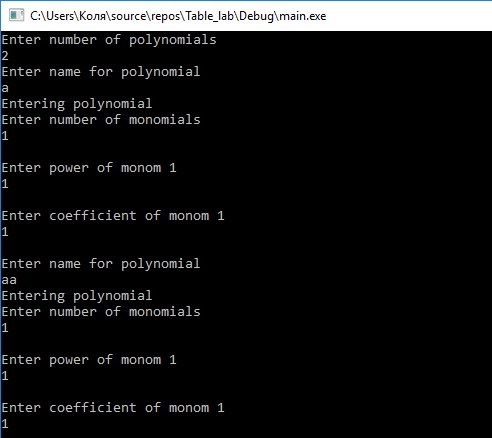 C:\Users\Коля\source\repos\Table_lab\Debug\main.exe
Enter number of polynomials
2
Enter name for polynomial
a
Entering polynomial
Enter number of monomials
1
Enter power of monom 1
1
Enter coefficient of monom 1
1
Enter name for polynomial
aa
Entering polynomial
Enter number of monomials
1
Enter power of monom 1
1
Enter coefficient of monom 1
1